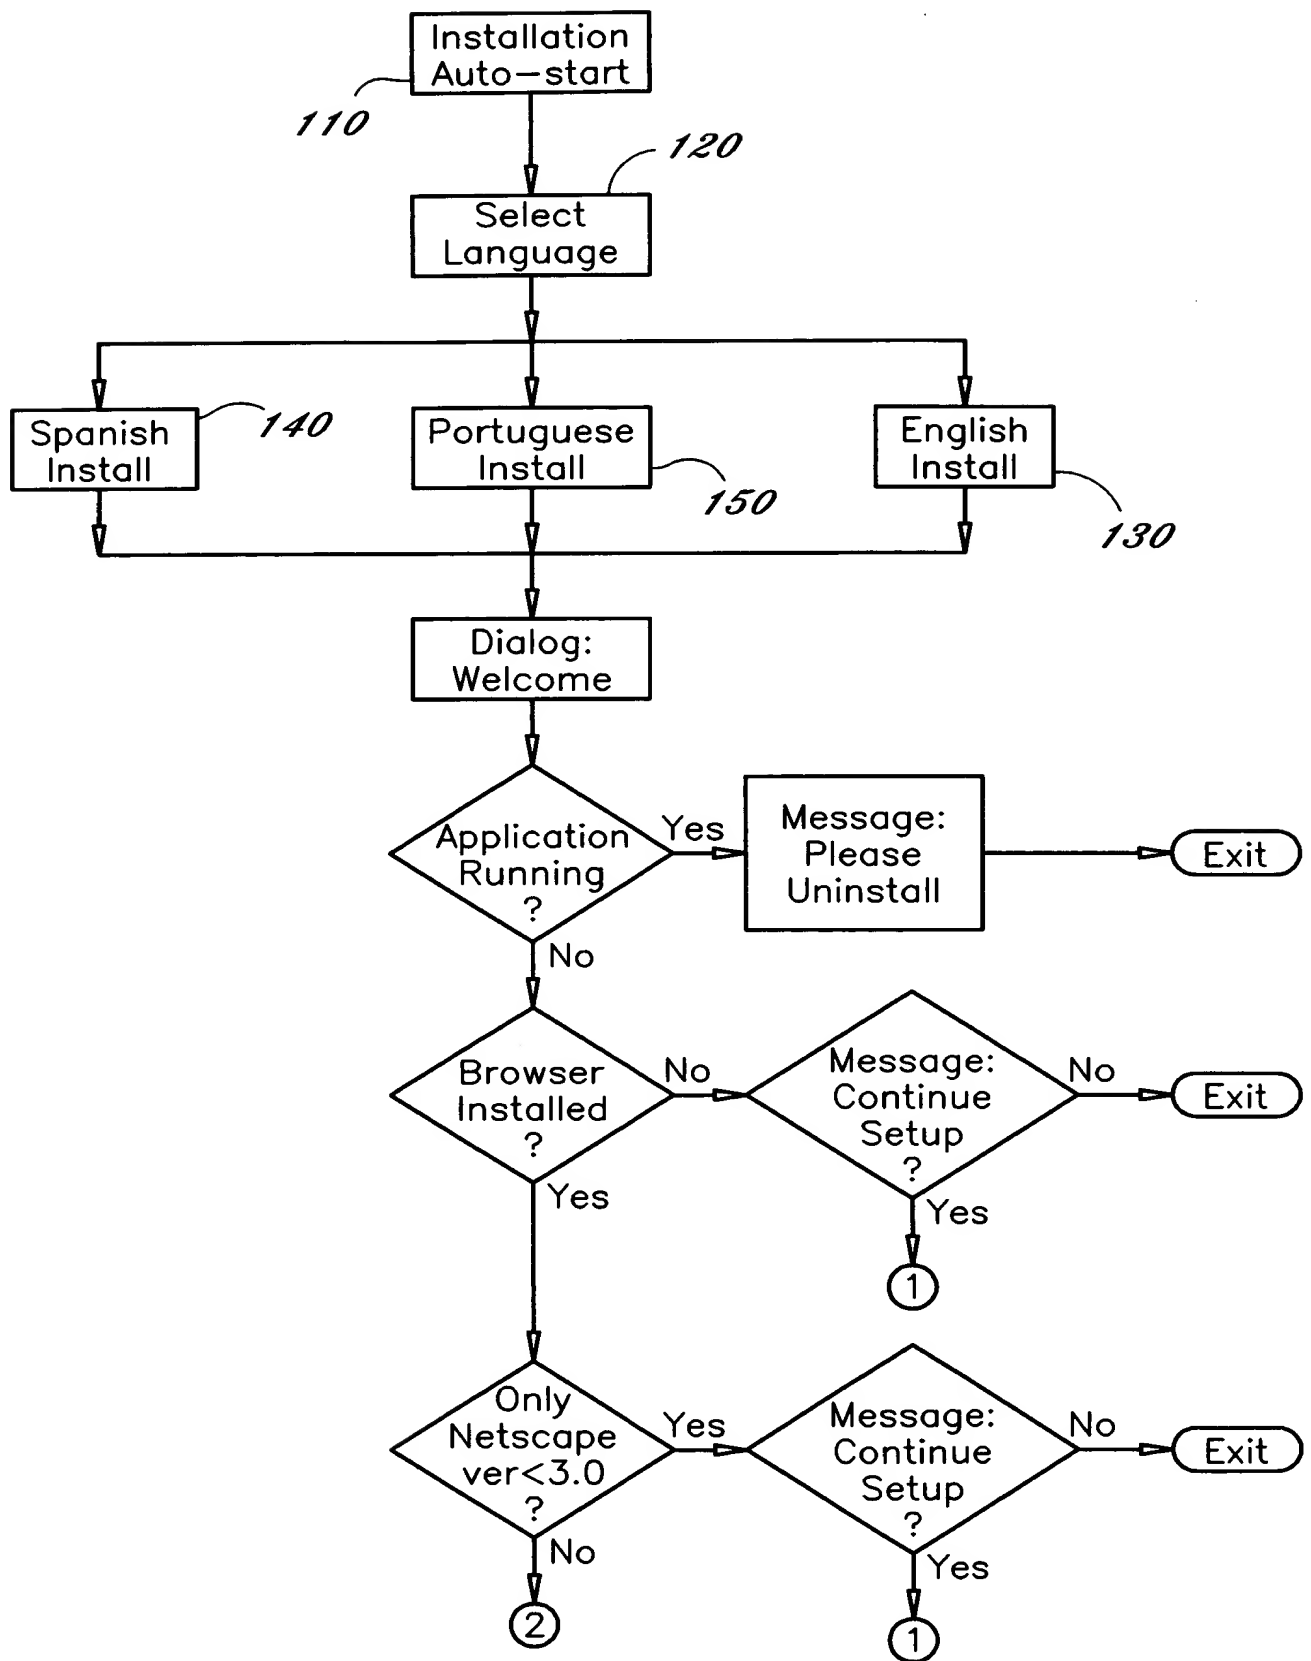 Installation
Auto-start
110
120
Select
Language
Spanish
Install
140
Portuguese
Install
150
English
Install
130
Dialog:
Welcome
Application
Running
?
Yes
Message:
Please
Uninstall
Exit
No
Browser
Installed
?
No
Message:
Continue
Setup
?
No
Exit
Yes
Yes
1
Only
Netscape
ver<3.0
?
Yes
Message:
Continue
Setup
?
No
Exit
No
Yes
2
1